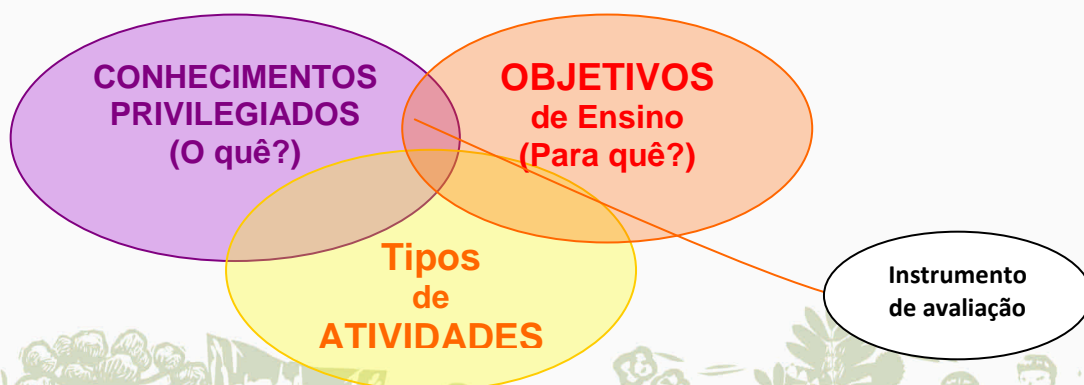 CONHECIMENTOS
PRIVILEGIADOS
(O quê?)
OBJETIVOS
de Ensino
(Para quê?)
Tipos
de
ATIVIDADES
Instrumento
de avaliação